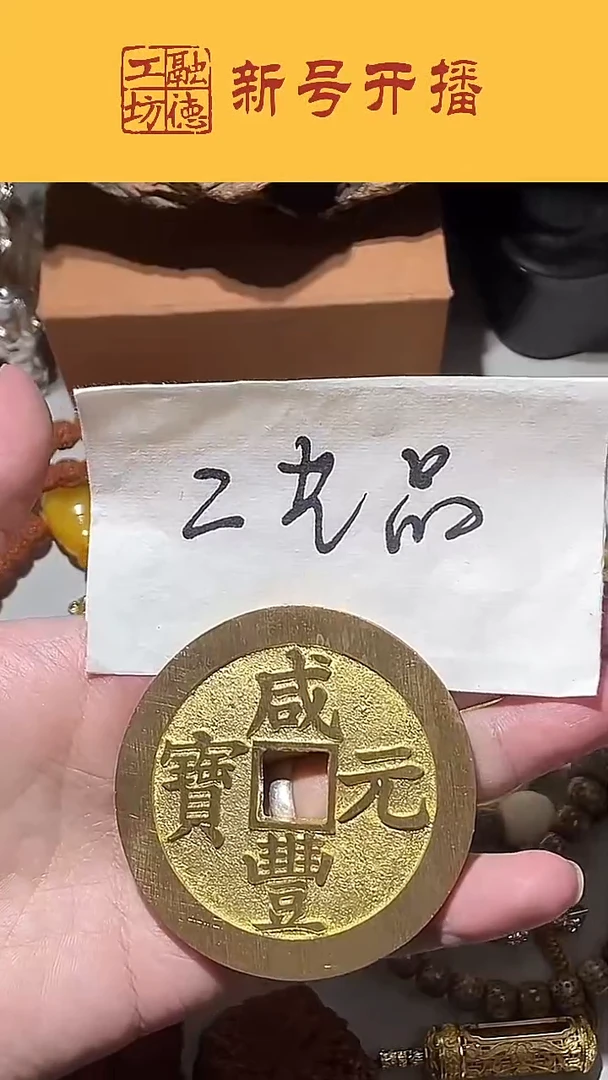 融德
工坊
新号开播
工艺品
咸豐元寶